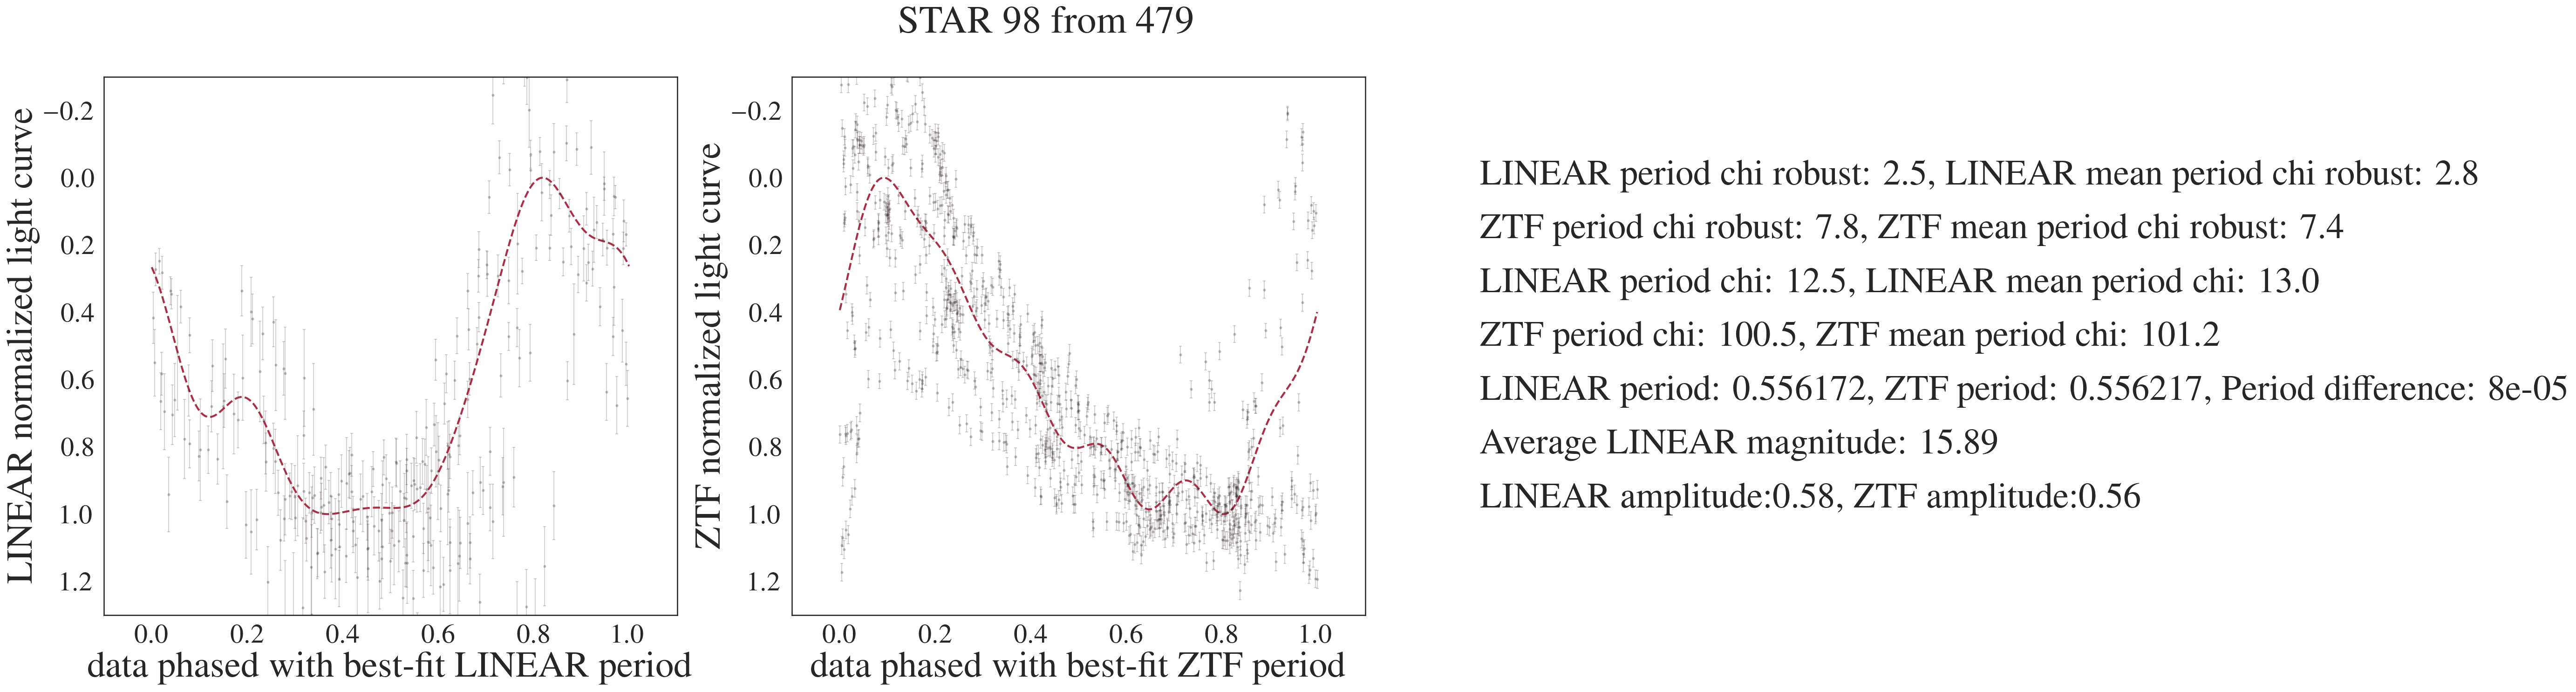 STAR 98 from 479
LINEAR normalized light curve
−0.2
0.0
0.2
0.4
0.6
0.8
1.0
1.2
0.0 0.2 0.4 0.6 0.8 1.0
data phased with best-fit LINEAR period
ZTF normalized light curve
−0.2
0.0
0.2
0.4
0.6
0.8
1.0
1.2
0.0 0.2 0.4 0.6 0.8 1.0
data phased with best-fit ZTF period
LINEAR period chi robust: 2.5, LINEAR mean period chi robust: 2.8
ZTF period chi robust: 7.8, ZTF mean period chi robust: 7.4
LINEAR period chi: 12.5, LINEAR mean period chi: 13.0
ZTF period chi: 100.5, ZTF mean period chi: 101.2
LINEAR period: 0.556172, ZTF period: 0.556217, Period difference: 8e-05
Average LINEAR magnitude: 15.89
LINEAR amplitude:0.58, ZTF amplitude:0.56